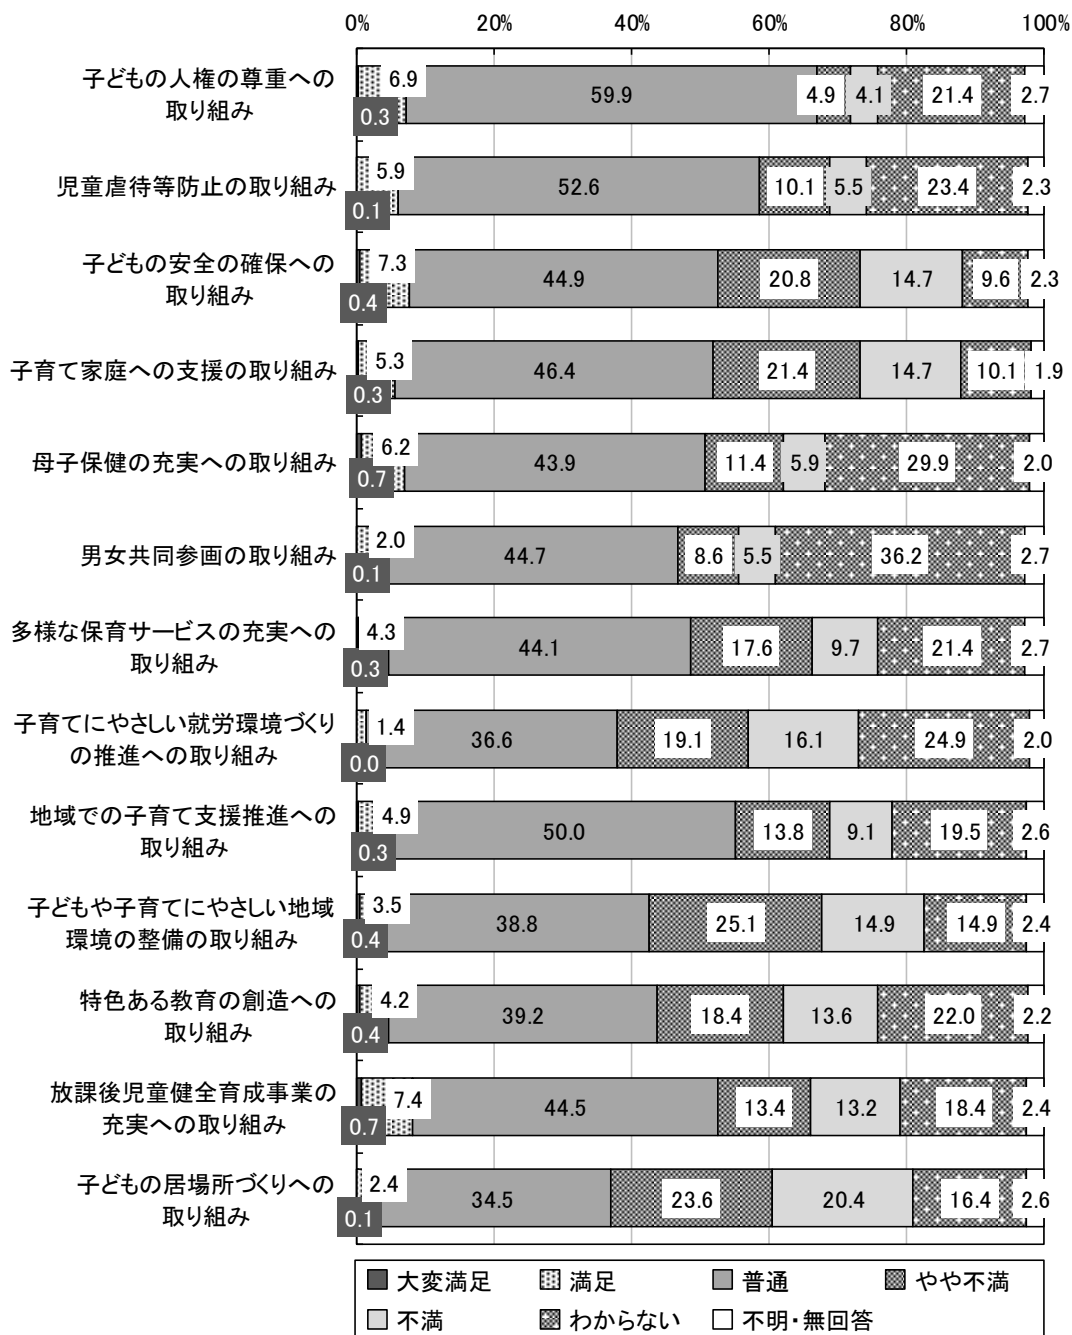 0% 20% 40% 60% 80% 100%
子どもの人権の尊重への
取り組み
0.3 6.9 59.9 4.9 4.1 21.4 2.7
児童虐待等防止の取り組み
0.1 5.9 52.6 10.1 5.5 23.4 2.3
子どもの安全の確保への
取り組み
0.4 7.3 44.9 20.8 14.7 9.6 2.3
子育て家庭への支援の取り組み
0.3 5.3 46.4 21.4 14.7 10.1 1.9
母子保健の充実への取り組み
0.7 6.2 43.9 11.4 5.9 29.9 2.0
男女共同参画の取り組み
0.1 2.0 44.7 8.6 5.5 36.2 2.7
多様な保育サービスの充実への
取り組み
0.3 4.3 44.1 17.6 9.7 21.4 2.7
子育てにやさしい就労環境づくり
の推進への取り組み
0.0 1.4 36.6 19.1 16.1 24.9 2.0
地域での子育て支援推進への
取り組み
0.3 4.9 50.0 13.8 9.1 19.5 2.6
子どもや子育てにやさしい地域
環境の整備の取り組み
0.4 3.5 38.8 25.1 14.9 14.9 2.4
特色ある教育の創造への
取り組み
0.4 4.2 39.2 18.4 13.6 22.0 2.2
放課後児童健全育成事業の
充実への取り組み
0.7 7.4 44.5 13.4 13.2 18.4 2.4
子どもの居場所づくりへの
取り組み
0.1 2.4 34.5 23.6 20.4 16.4 2.6
大変満足 満足 普通 やや不満
不満 わからない 不明・無回答